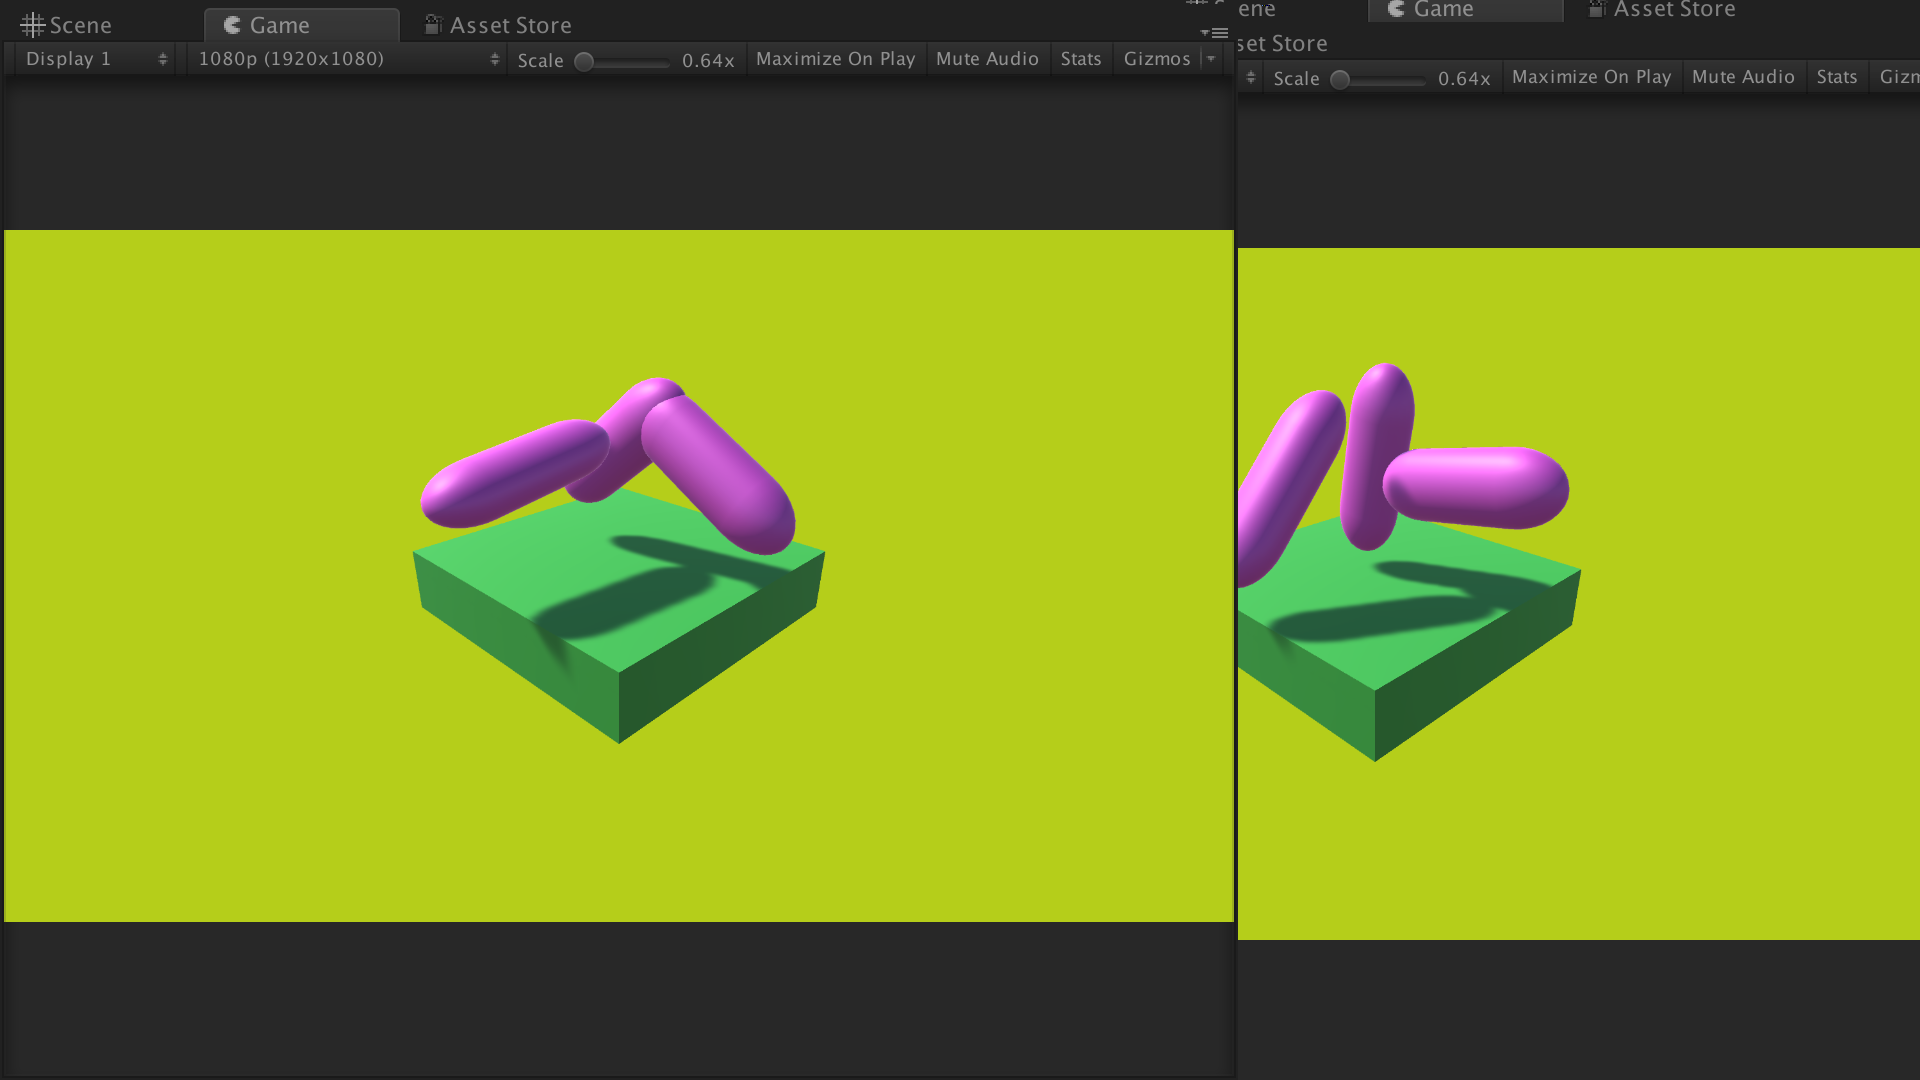 Scene Game Asset Store
Display 1 1080p (1920x1080) Scale 0.64x Maximize On Play Mute Audio Stats Gizmos
ene Game Asset Store
set Store
Scale 0.64x Maximize On Play Mute Audio Stats Gizm